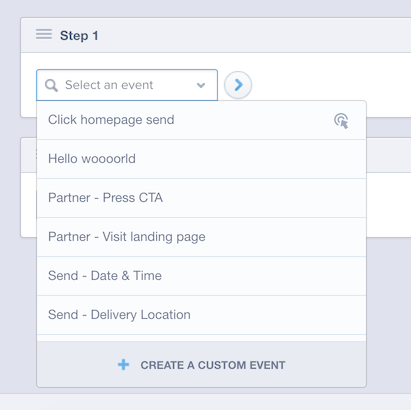 Step 1
Select an event
Click homepage send
Hello woooorld
Partner - Press CTA
Partner - Visit landing page
Send - Date & Time
Send - Delivery Location
CREATE A CUSTOM EVENT